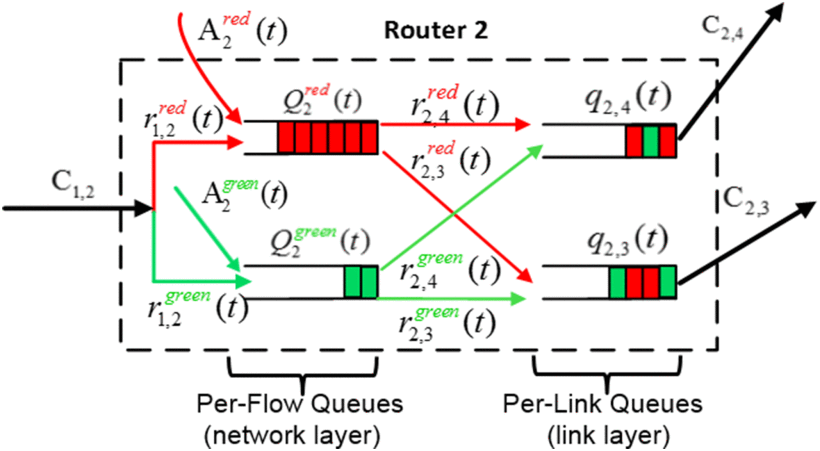 A_2^{red}(t)
Router 2
C_{2,4}
Q_2^{red}(t)
r_{2,4}^{red}(t)
q_{2,4}(t)
r_{1,2}^{red}(t)
r_{2,3}^{red}(t)
C_{1,2}
A_2^{green}(t)
C_{2,3}
Q_2^{green}(t)
q_{2,3}(t)
r_{2,4}^{green}(t)
r_{1,2}^{green}(t)
r_{2,3}^{green}(t)
Per-Flow Queues
(network layer)
Per-Link Queues
(link layer)